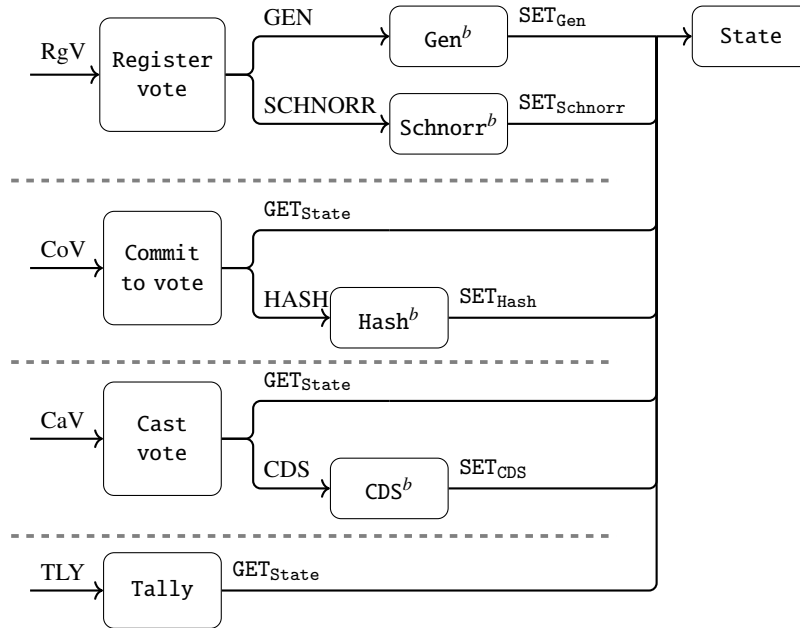 GEN
SET_Gen
RgV
Register
vote
Gen^b
State
SCHNORR
SET_Schnorr
Schnorr^b
GET_State
CoV
Commit
to vote
HASH
SET_Hash
Hash^b
GET_State
CaV
Cast
vote
CDS
SET_CDS
CDS^b
TLY
Tally
GET_State